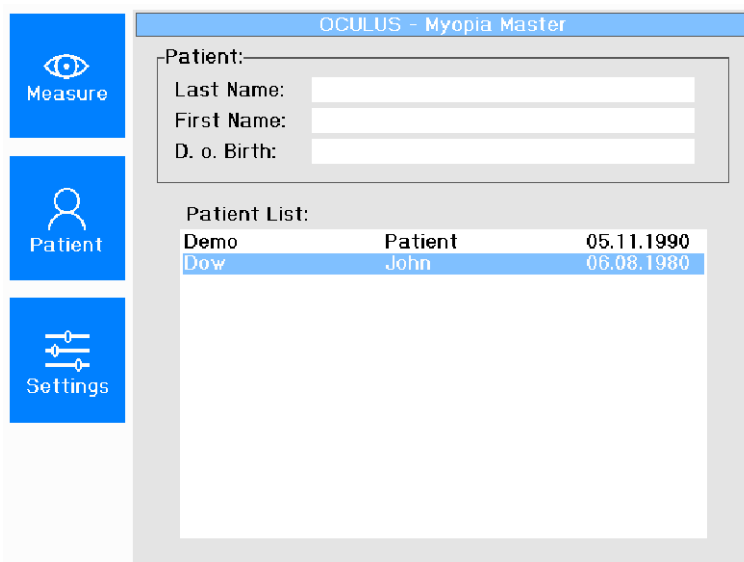 OCULUS - Myopia Master
Measure
Patient
Settings
Patient:
Last Name:
First Name:
D. o. Birth:
Patient List:
Demo Patient 05.11.1990
Dow John 06.08.1980